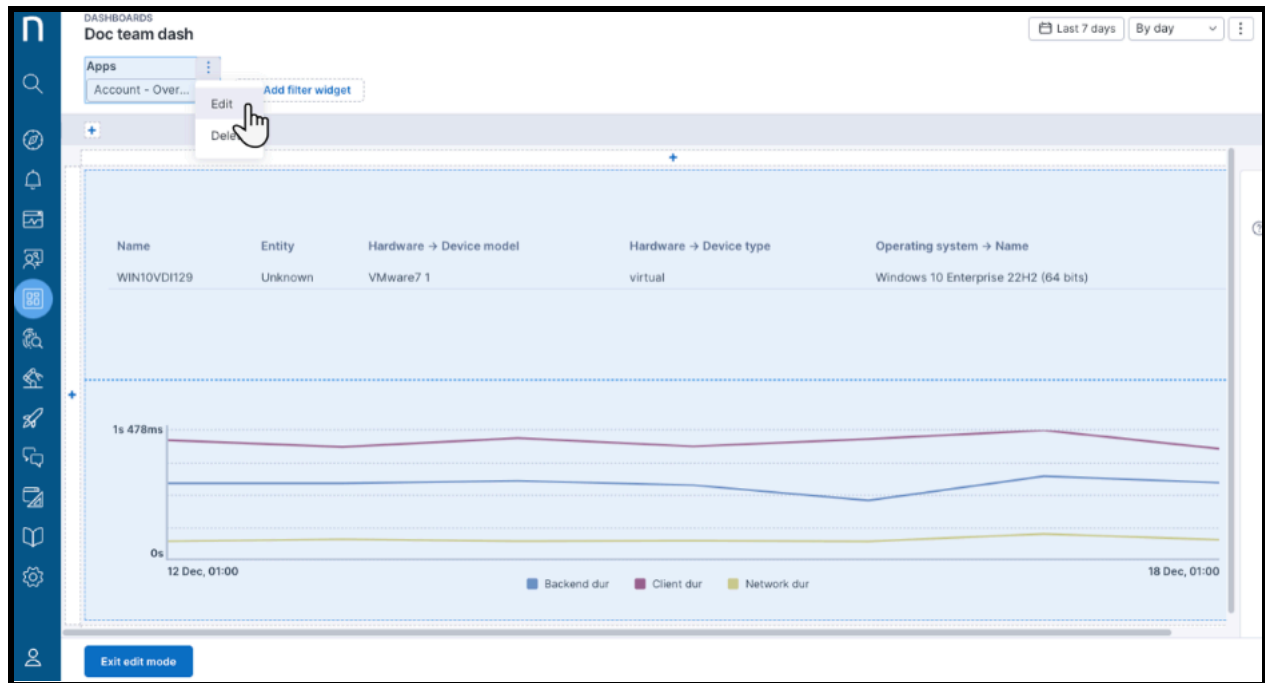 DASHBOARDS
Doc team dash
Last 7 days
By day
Apps
Account - Over...
Add filter widget
Edit
Dele
Name Entity Hardware → Device model Hardware → Device type Operating system → Name
WIN10VDI129 Unknown VMware7 1 virtual Windows 10 Enterprise 22H2 (64 bits)
1s 478ms
0s
12 Dec, 01:00 18 Dec, 01:00
Backend dur Client dur Network dur
Exit edit mode